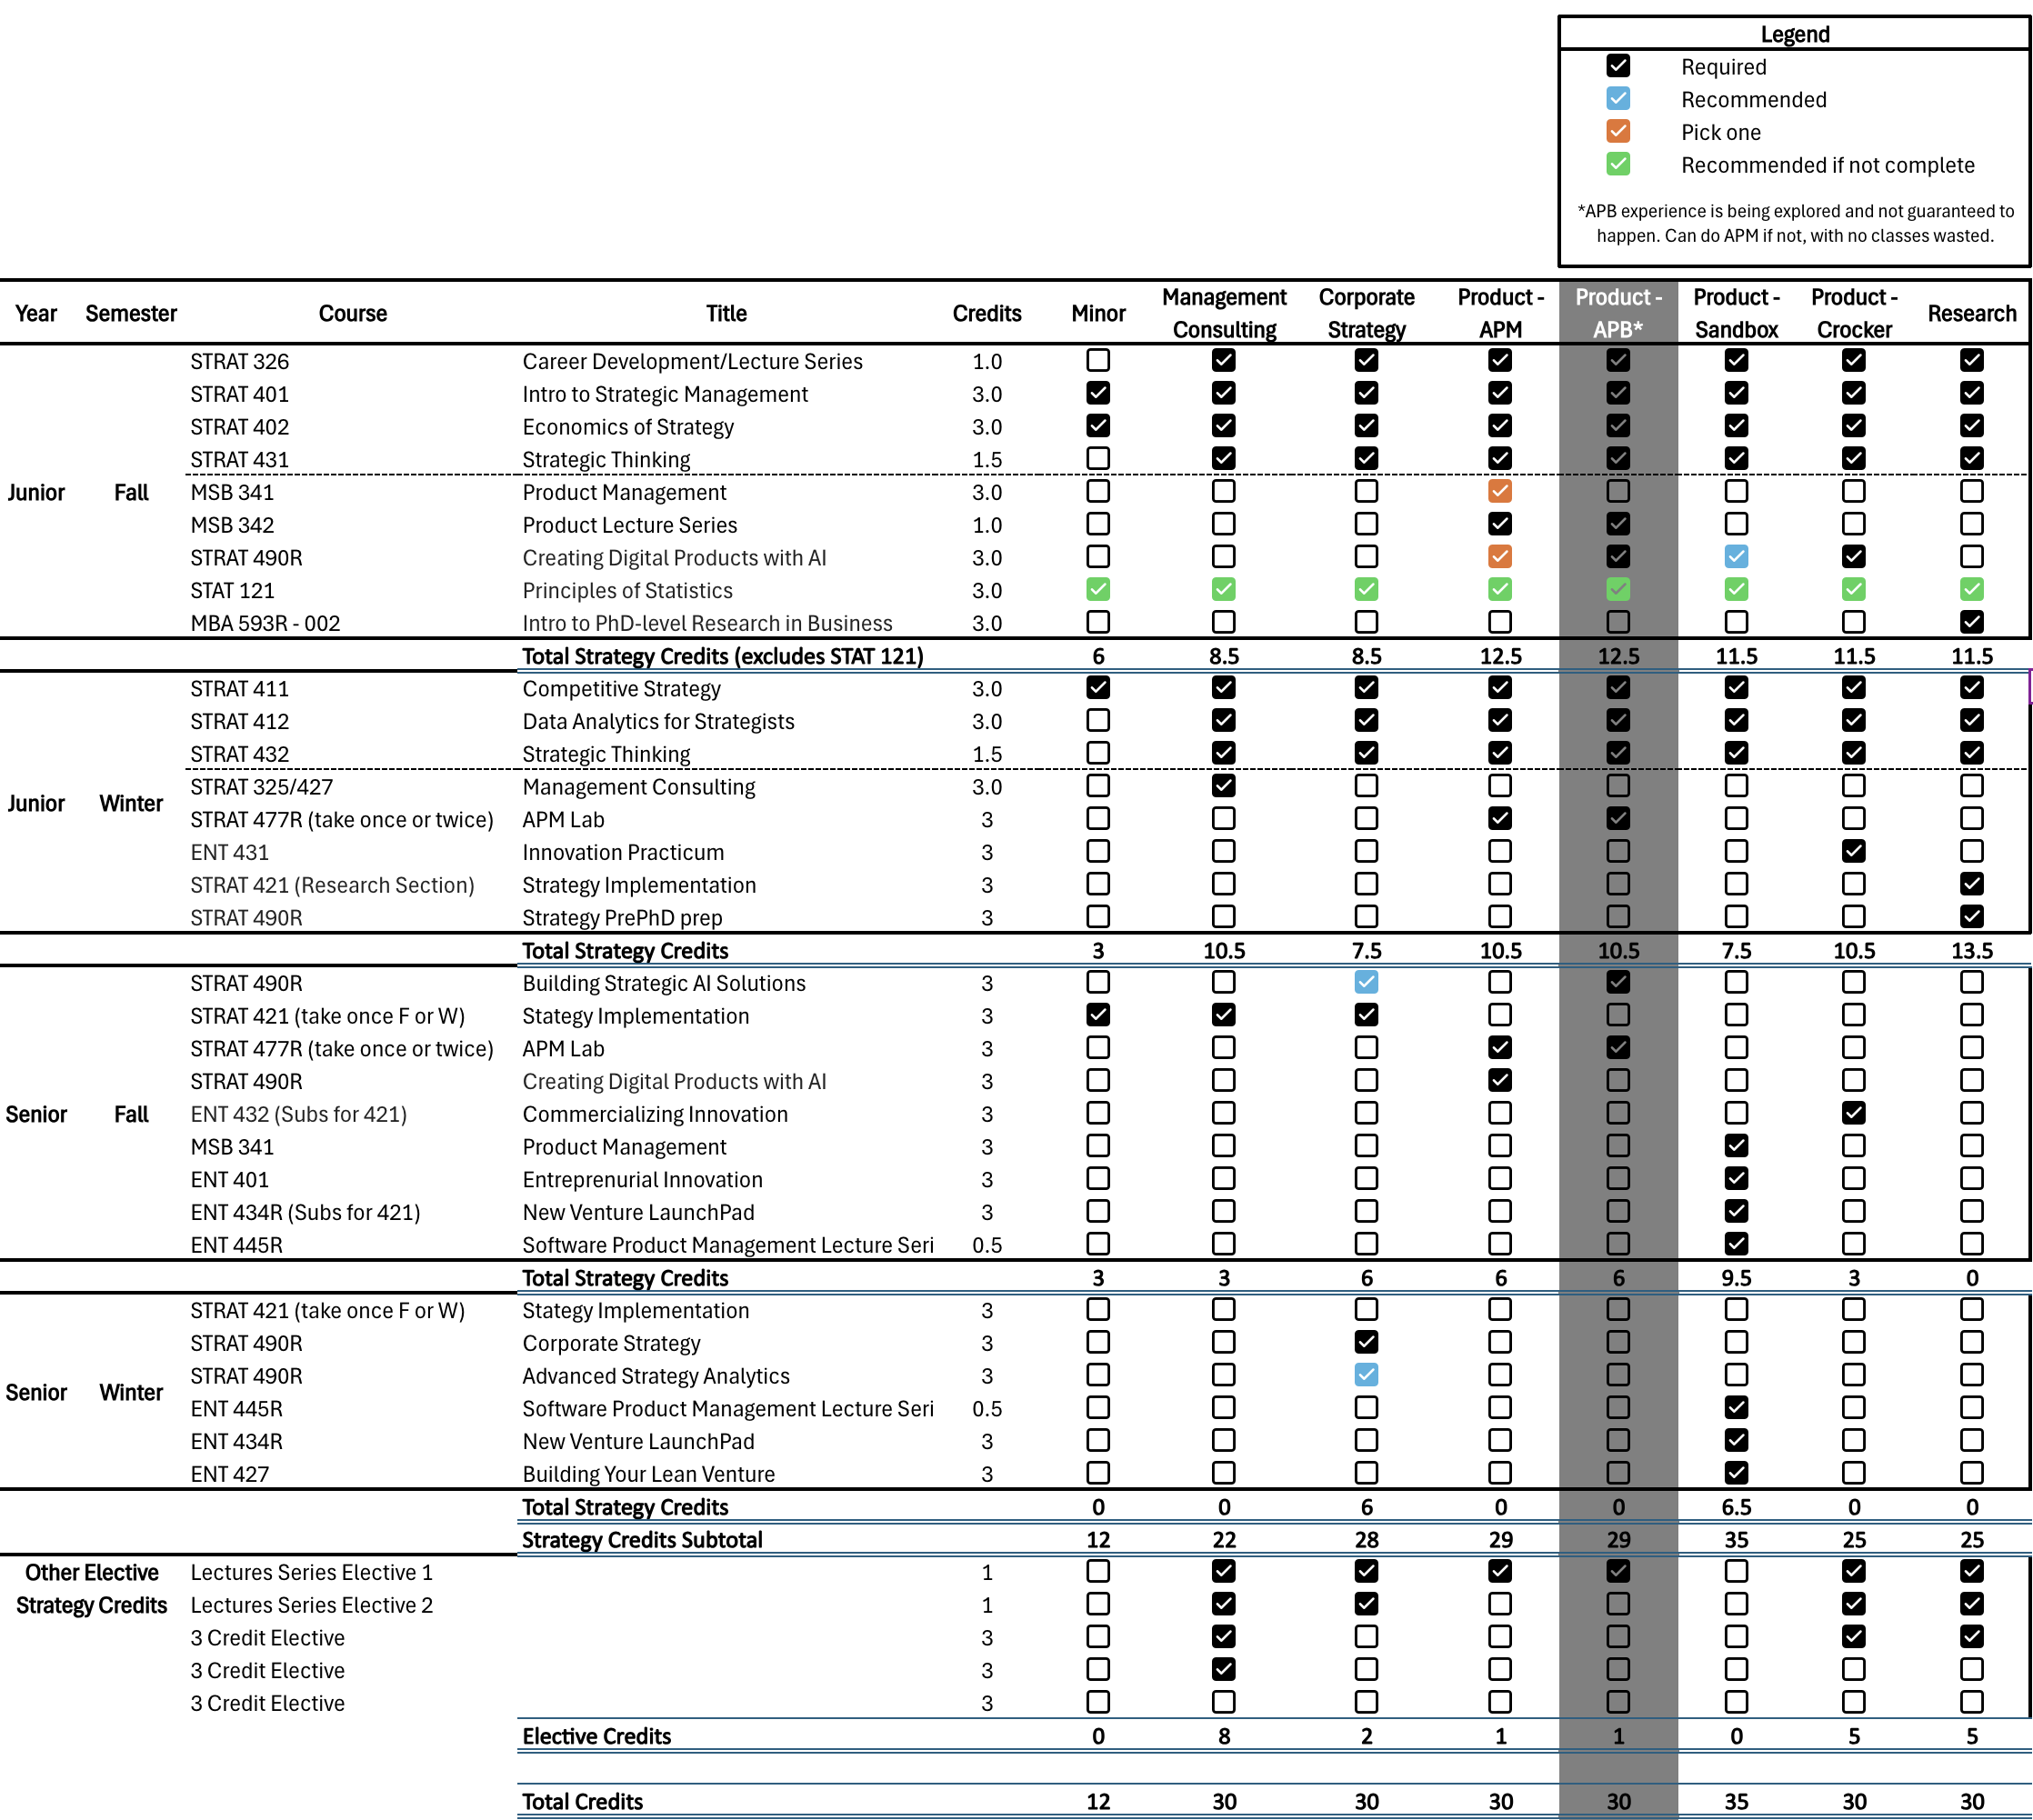 Legend
Required
Recommended
Pick one
Recommended if not complete
*APB experience is being explored and not guaranteed to
happen. Can do APM if not, with no classes wasted.
Year Semester Course Title Credits Minor Management Consulting Corporate Strategy Product - APM Product - APB* Product - Sandbox Product - Crocker Research
STRAT 326 Career Development/Lecture Series 1.0
STRAT 401 Intro to Strategic Management 3.0
STRAT 402 Economics of Strategy 3.0
STRAT 431 Strategic Thinking 1.5
Junior Fall MSB 341 Product Management 3.0
MSB 342 Product Lecture Series 1.0
STRAT 490R Creating Digital Products with AI 3.0
STAT 121 Principles of Statistics 3.0
MBA 593R - 002 Intro to PhD-level Research in Business 3.0
Total Strategy Credits (excludes STAT 121) 6 8.5 8.5 12.5 12.5 11.5 11.5 11.5
STRAT 411 Competitive Strategy 3.0
STRAT 412 Data Analytics for Strategists 3.0
STRAT 432 Strategic Thinking 1.5
STRAT 325/427 Management Consulting 3.0
Junior Winter
STRAT 477R (take once or twice) APM Lab 3
ENT 431 Innovation Practicum 3
STRAT 421 (Research Section) Strategy Implementation 3
STRAT 490R Strategy PrePhD prep 3
Total Strategy Credits 3 10.5 7.5 10.5 10.5 7.5 10.5 13.5
STRAT 490R Building Strategic AI Solutions 3
STRAT 421 (take once F or W) Stategy Implementation 3
STRAT 477R (take once or twice) APM Lab 3
STRAT 490R Creating Digital Products with AI 3
Senior Fall ENT 432 (Subs for 421) Commercializing Innovation 3
MSB 341 Product Management 3
ENT 401 Entreprenurial Innovation 3
ENT 434R (Subs for 421) New Venture LaunchPad 3
ENT 445R Software Product Management Lecture Seri 0.5
Total Strategy Credits 3 3 6 6 6 9.5 3 0
STRAT 421 (take once F or W) Stategy Implementation 3
STRAT 490R Corporate Strategy 3
STRAT 490R Advanced Strategy Analytics 3
Senior Winter
ENT 445R Software Product Management Lecture Seri 0.5
ENT 434R New Venture LaunchPad 3
ENT 427 Building Your Lean Venture 3
Total Strategy Credits 0 0 6 0 0 6.5 0 0
Strategy Credits Subtotal 12 22 28 29 29 35 25 25
Other Elective Lectures Series Elective 1 1
Strategy Credits Lectures Series Elective 2 1
3 Credit Elective 3
3 Credit Elective 3
3 Credit Elective 3
Elective Credits 0 8 2 1 1 0 5 5
Total Credits 12 30 30 30 30 35 30 30